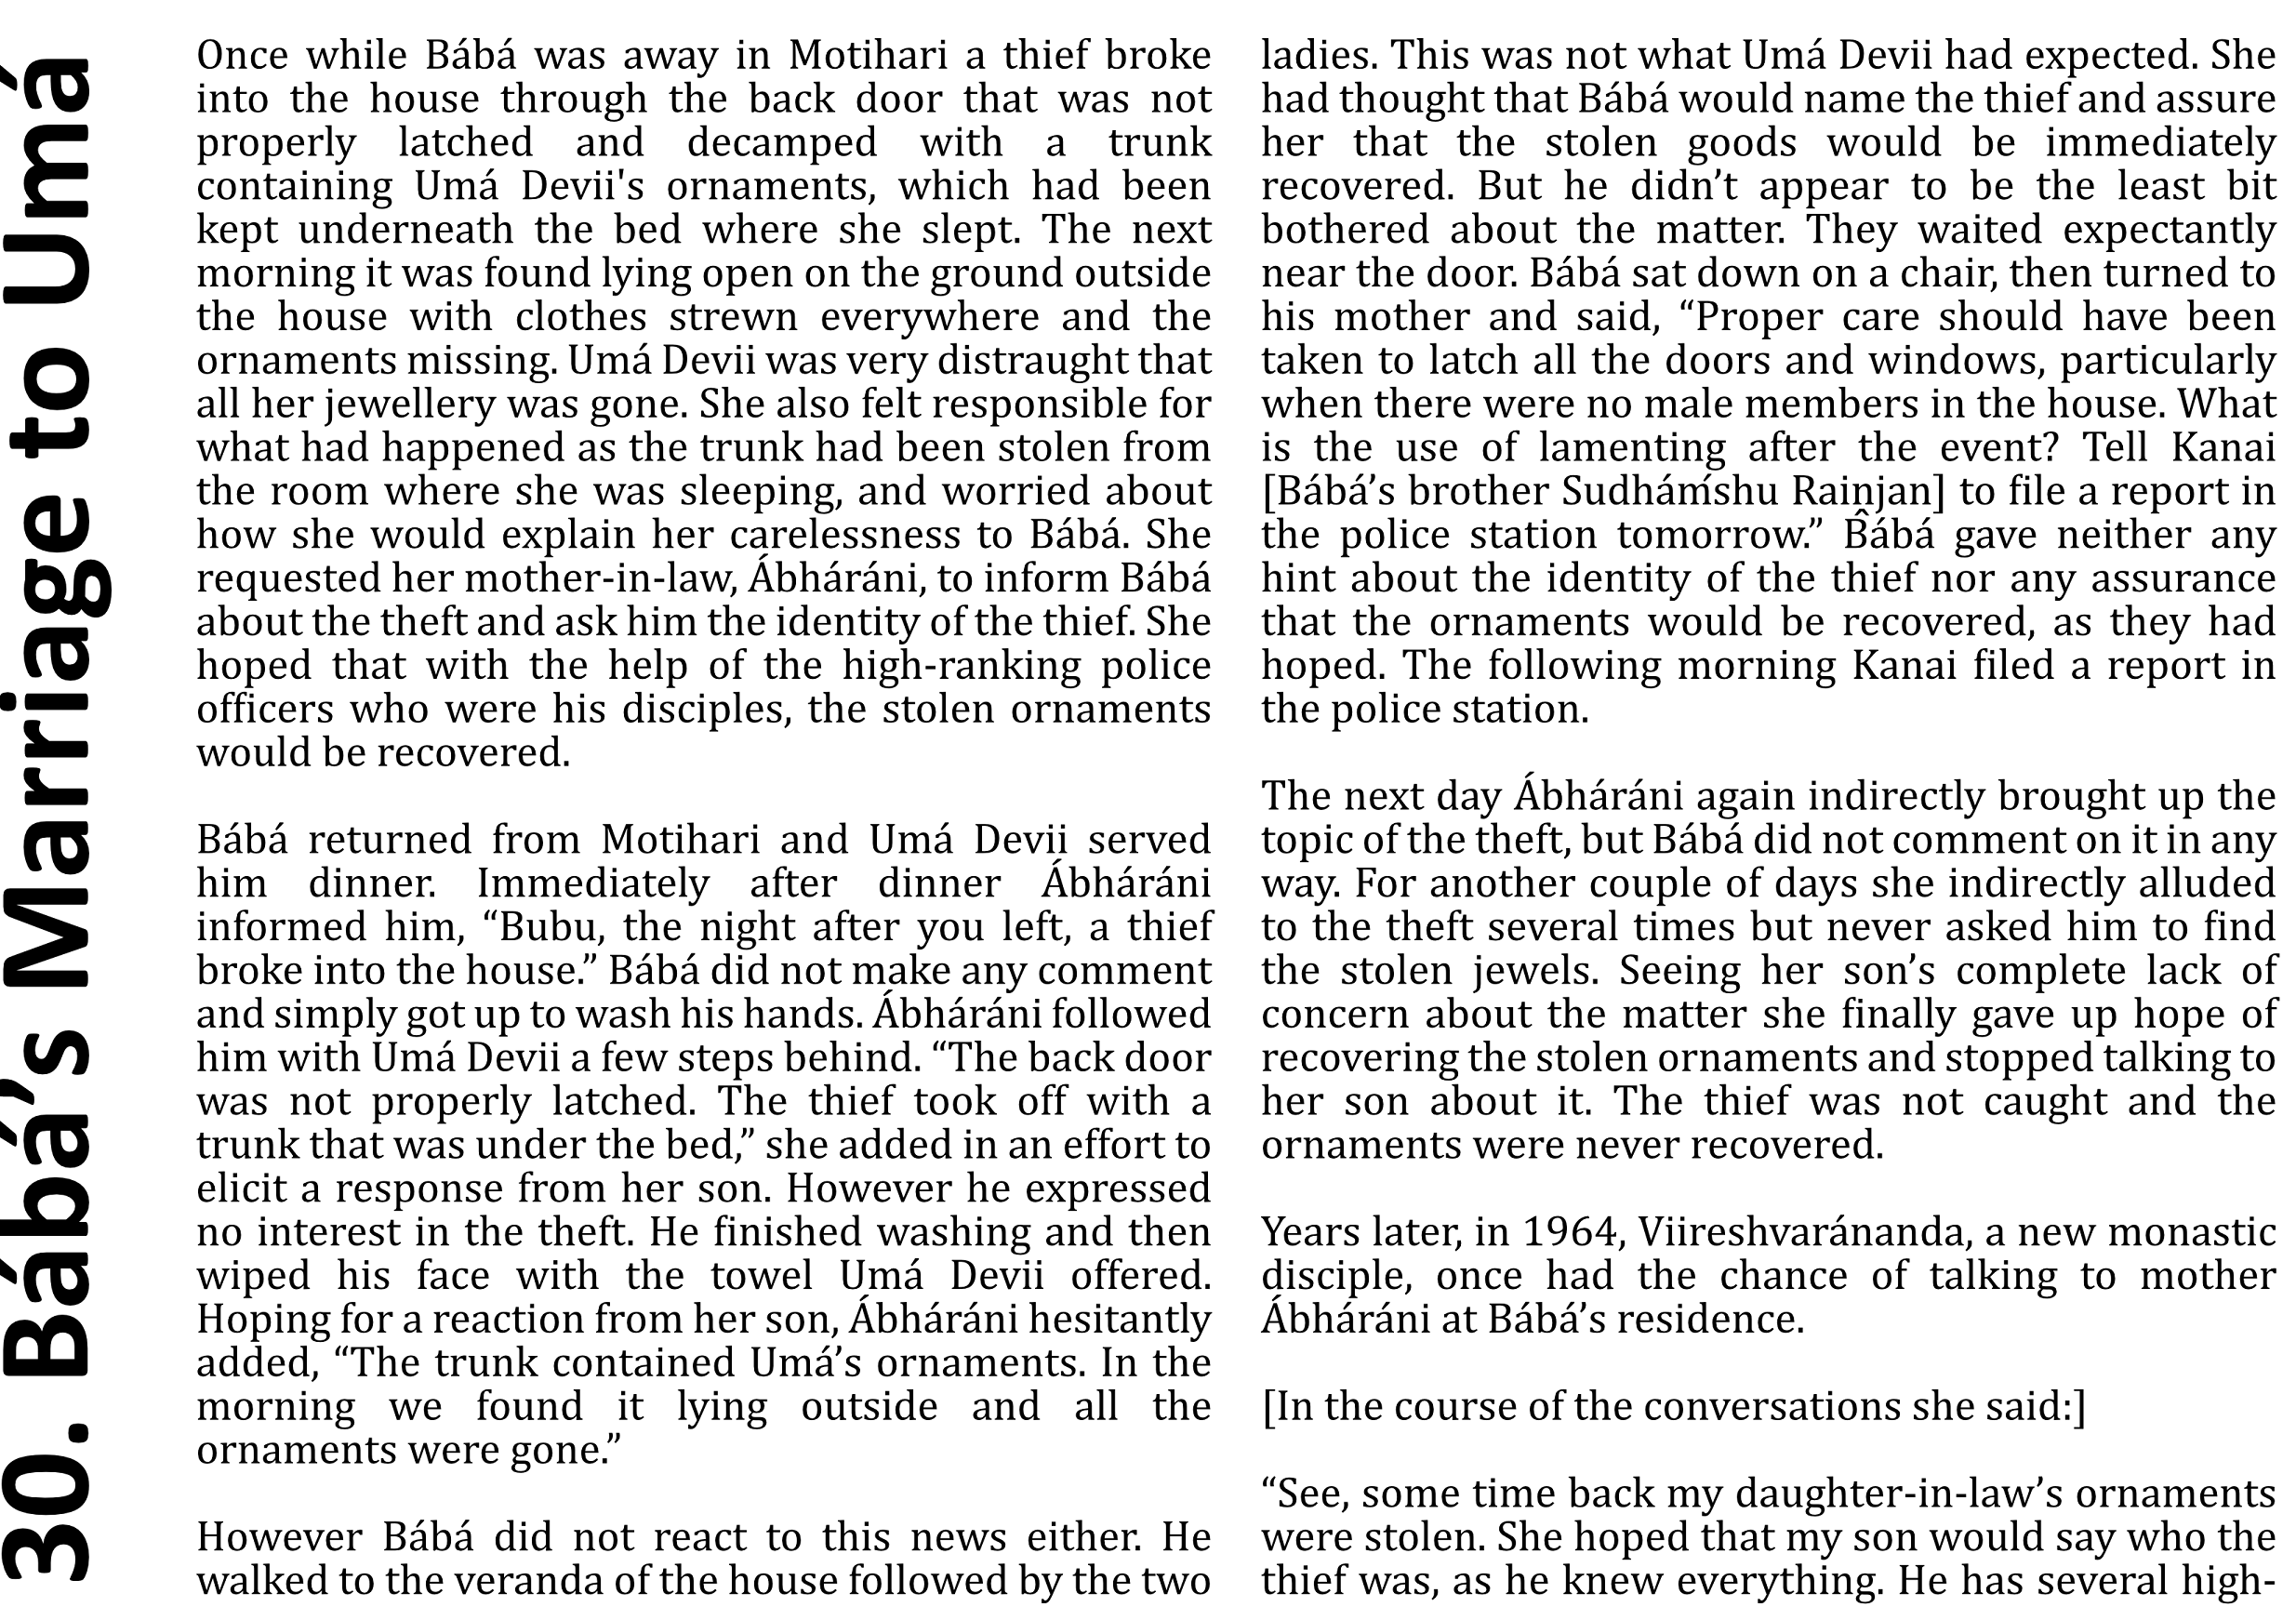 30. Bábá’s Marriage to Umá
Once while Bábá was away in Motihari a thief broke
into the house through the back door that was not
properly latched and decamped with a trunk
containing Umá Devii's ornaments, which had been
kept underneath the bed where she slept. The next
morning it was found lying open on the ground outside
the house with clothes strewn everywhere and the
ornaments missing. Umá Devii was very distraught that
all her jewellery was gone. She also felt responsible for
what had happened as the trunk had been stolen from
the room where she was sleeping, and worried about
how she would explain her carelessness to Bábá. She
requested her mother-in-law, Ábháráni, to inform Bábá
about the theft and ask him the identity of the thief. She
hoped that with the help of the high-ranking police
officers who were his disciples, the stolen ornaments
would be recovered.
Bábá returned from Motihari and Umá Devii served
him dinner. Immediately after dinner Ábháráni
informed him, “Bubu, the night after you left, a thief
broke into the house.” Bábá did not make any comment
and simply got up to wash his hands. Ábháráni followed
him with Umá Devii a few steps behind. “The back door
was not properly latched. The thief took off with a
trunk that was under the bed,” she added in an effort to
elicit a response from her son. However he expressed
no interest in the theft. He finished washing and then
wiped his face with the towel Umá Devii offered.
Hoping for a reaction from her son, Ábháráni hesitantly
added, “The trunk contained Umá’s ornaments. In the
morning we found it lying outside and all the
ornaments were gone.”
However Bábá did not react to this news either. He
walked to the veranda of the house followed by the two
ladies. This was not what Umá Devii had expected. She
had thought that Bábá would name the thief and assure
her that the stolen goods would be immediately
recovered. But he didn’t appear to be the least bit
bothered about the matter. They waited expectantly
near the door. Bábá sat down on a chair, then turned to
his mother and said, “Proper care should have been
taken to latch all the doors and windows, particularly
when there were no male members in the house. What
is the use of lamenting after the event? Tell Kanai
[Bábá’s brother Sudháḿshu Rain̂jan] to file a report in
the police station tomorrow.” Bábá gave neither any
hint about the identity of the thief nor any assurance
that the ornaments would be recovered, as they had
hoped. The following morning Kanai filed a report in
the police station.
The next day Ábháráni again indirectly brought up the
topic of the theft, but Bábá did not comment on it in any
way. For another couple of days she indirectly alluded
to the theft several times but never asked him to find
the stolen jewels. Seeing her son’s complete lack of
concern about the matter she finally gave up hope of
recovering the stolen ornaments and stopped talking to
her son about it. The thief was not caught and the
ornaments were never recovered.
Years later, in 1964, Viireshvaránanda, a new monastic
disciple, once had the chance of talking to mother
Ábháráni at Bábá’s residence.
[In the course of the conversations she said:]
“See, some time back my daughter-in-law’s ornaments
were stolen. She hoped that my son would say who the
thief was, as he knew everything. He has several high-